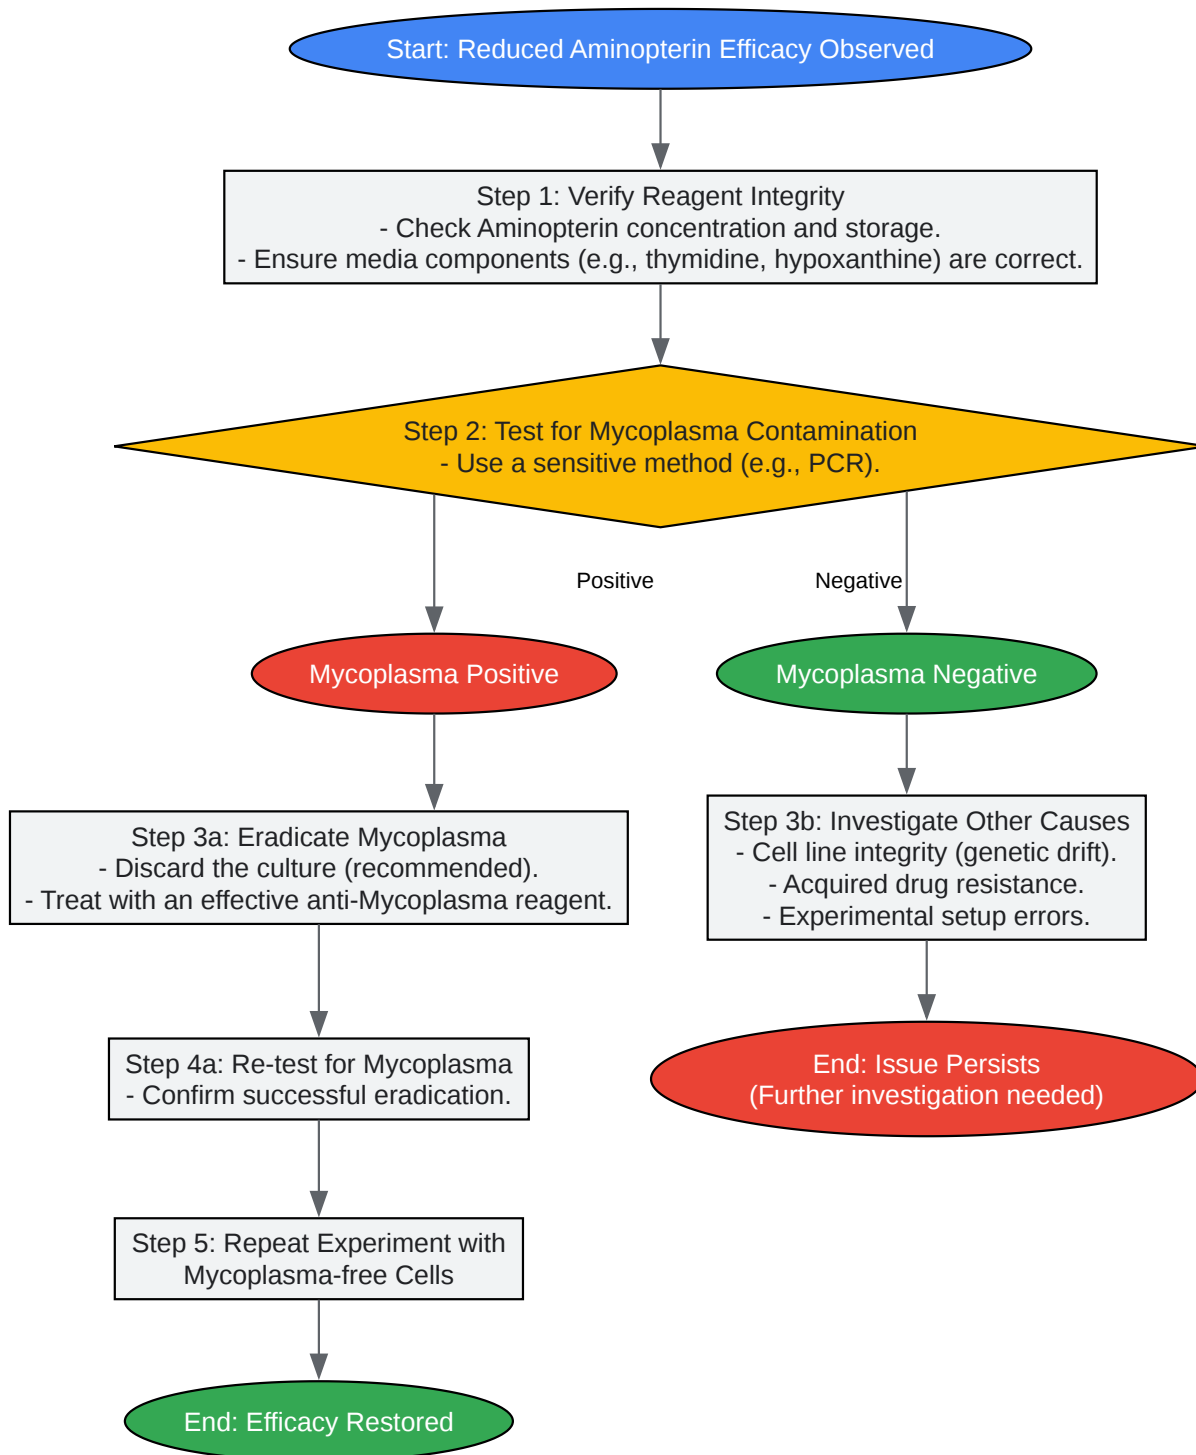 Start: Reduced Aminopterin Efficacy Observed
Step 1: Verify Reagent Integrity
- Check Aminopterin concentration and storage.
- Ensure media components (e.g., thymidine, hypoxanthine) are correct.
Step 2: Test for Mycoplasma Contamination
- Use a sensitive method (e.g., PCR).
Positive
Negative
Mycoplasma Positive
Mycoplasma Negative
Step 3a: Eradicate Mycoplasma
- Discard the culture (recommended).
- Treat with an effective anti-Mycoplasma reagent.
Step 3b: Investigate Other Causes
- Cell line integrity (genetic drift).
- Acquired drug resistance.
- Experimental setup errors.
Step 4a: Re-test for Mycoplasma
- Confirm successful eradication.
End: Issue Persists
(Further investigation needed)
Step 5: Repeat Experiment with
Mycoplasma-free Cells
End: Efficacy Restored